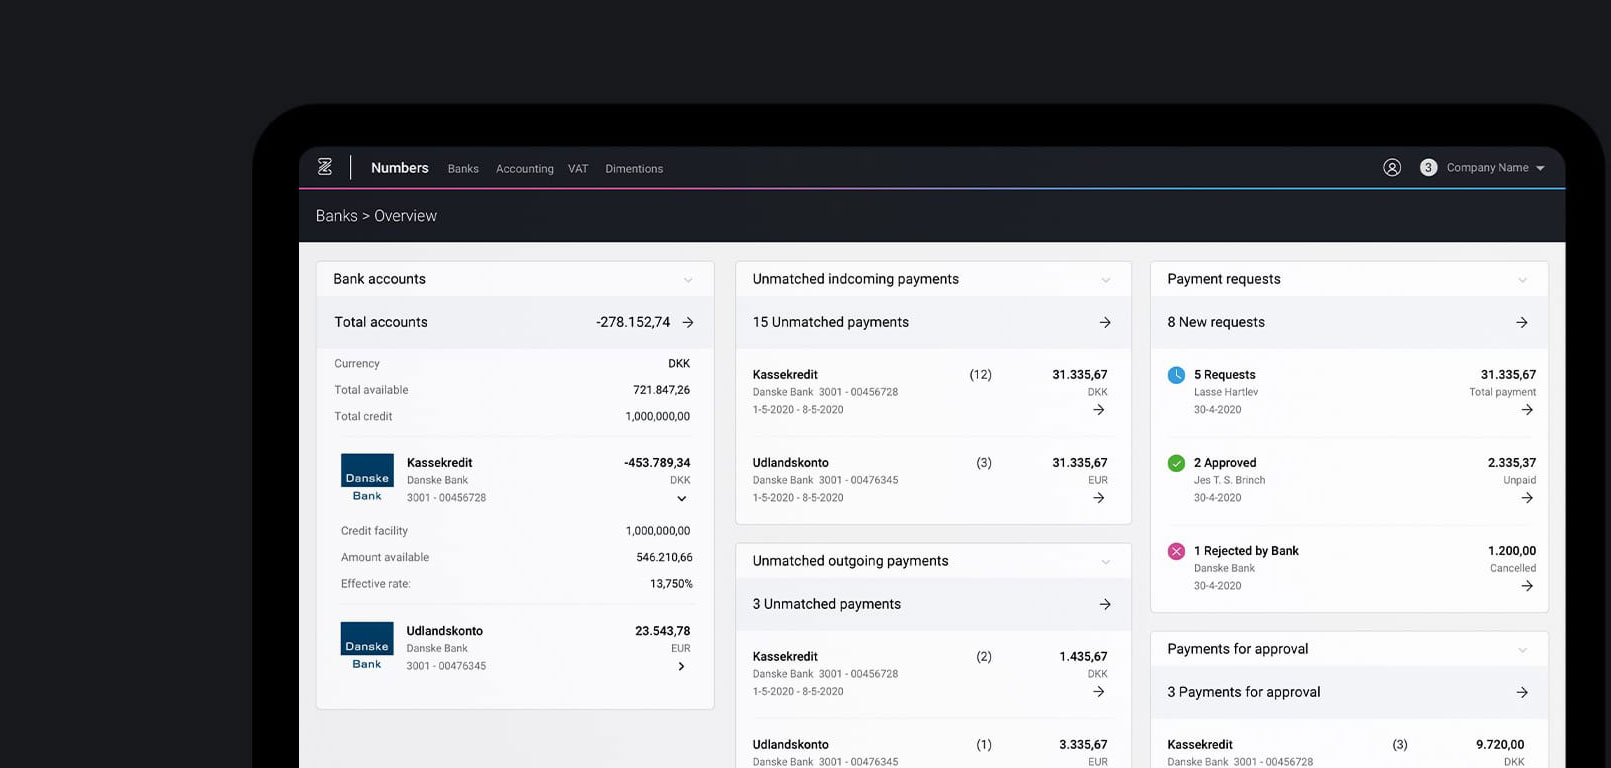 Numbers Banks Accounting VAT Dimentions
3 Company Name
Banks > Overview
Bank accounts
Total accounts -278.152,74
Currency DKK
Total available 721.847,26
Total credit 1,000,000,00
Danske Bank
Kassekredit -453.789,34
Danske Bank DKK
3001 - 00456728
Credit facility 1,000,000,00
Amount available 546.210,66
Effective rate: 13,750%
Danske Bank
Udlandskonto 23.543,78
Danske Bank EUR
3001 - 00476345
Unmatched indcoming payments
15 Unmatched payments
Kassekredit (12) 31.335,67
Danske Bank 3001 - 00456728 DKK
1-5-2020 - 8-5-2020
Udlandskonto (3) 31.335,67
Danske Bank 3001 - 00476345 EUR
1-5-2020 - 8-5-2020
Unmatched outgoing payments
3 Unmatched payments
Kassekredit (2) 1.435,67
Danske Bank 3001 - 00456728 DKK
1-5-2020 - 8-5-2020
Udlandskonto (1) 3.335,67
Danske Bank 3001 - 00476345 EUR
Payment requests
8 New requests
5 Requests 31.335,67
Lasse Hartlev Total payment
30-4-2020
2 Approved 2.335,37
Jes T. S. Brinch Unpaid
30-4-2020
1 Rejected by Bank 1.200,00
Danske Bank Cancelled
30-4-2020
Payments for approval
3 Payments for approval
Kassekredit (3) 9.720,00
Danske Bank 3001 - 00456728 DKK